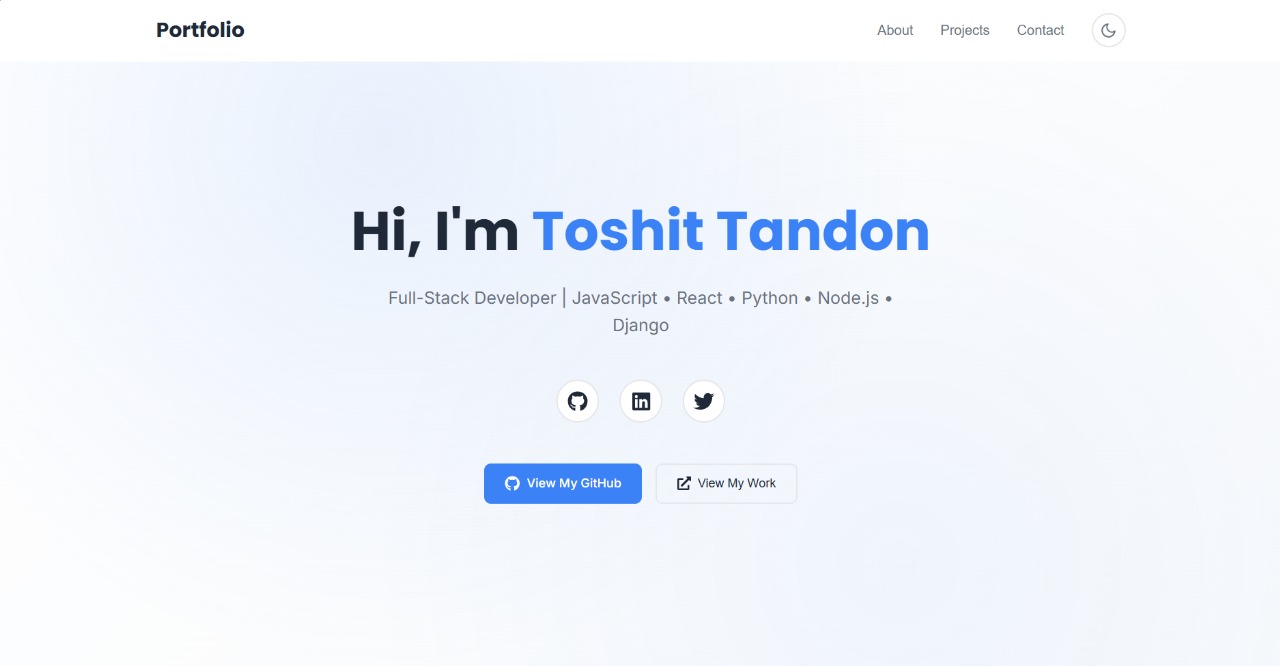 Portfolio
About
Projects
Contact
Hi, I'm Toshit Tandon
Full-Stack Developer | JavaScript • React • Python • Node.js •
Django
in
View My GitHub
View My Work